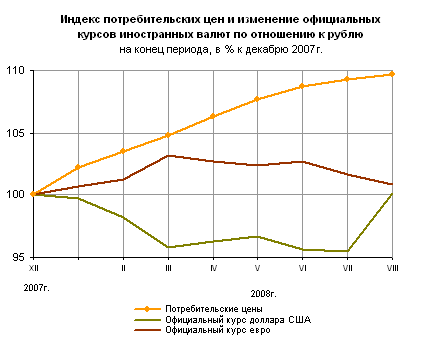 Индекс потребительских цен и изменение официальных
курсов иностранных валют по отношению к рублю
на конец периода, в % к декабрю 2007г.
110
105
100
95
XII
II
III
IV
V
VI
VII
VIII
2007г.
2008г.
Потребительские цены
Официальный курс доллара США
Официальный курс евро